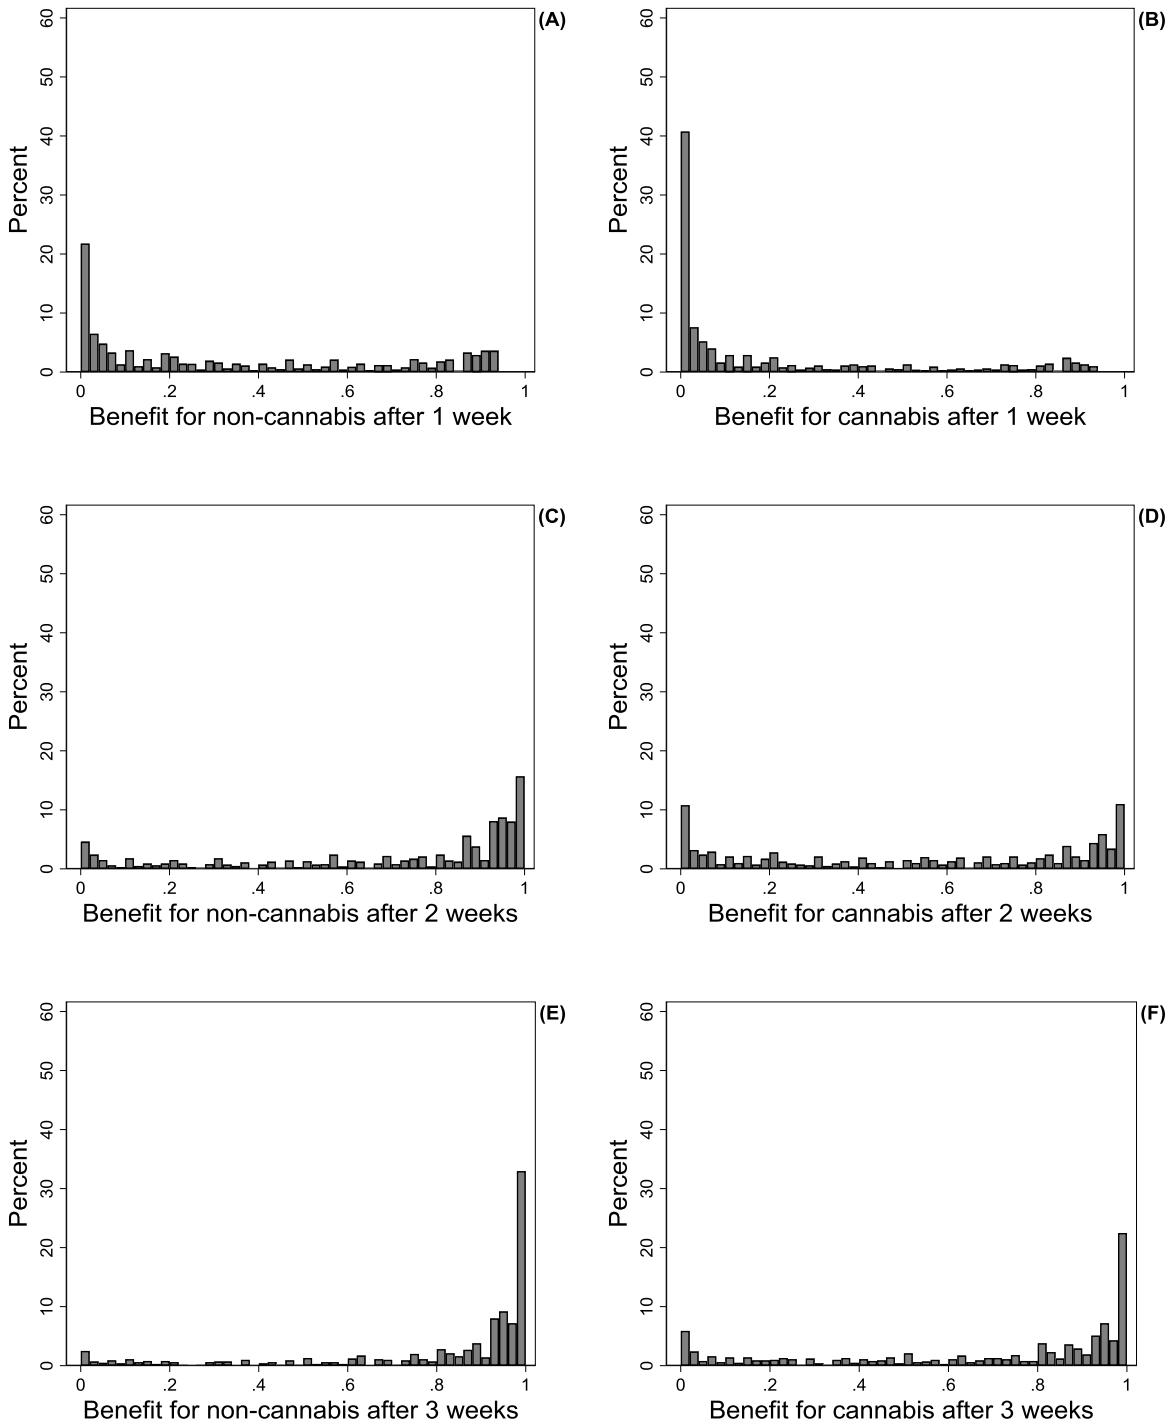 (A)
60
50
40
30
20
10
0
Percent
0 .2 .4 .6 .8 1
Benefit for non-cannabis after 1 week
(B)
60
50
40
30
20
10
0
Percent
0 .2 .4 .6 .8 1
Benefit for cannabis after 1 week
(C)
60
50
40
30
20
10
0
Percent
0 .2 .4 .6 .8 1
Benefit for non-cannabis after 2 weeks
(D)
60
50
40
30
20
10
0
Percent
0 .2 .4 .6 .8 1
Benefit for cannabis after 2 weeks
(E)
60
50
40
30
20
10
0
Percent
0 .2 .4 .6 .8 1
Benefit for non-cannabis after 3 weeks
(F)
60
50
40
30
20
10
0
Percent
0 .2 .4 .6 .8 1
Benefit for cannabis after 3 weeks